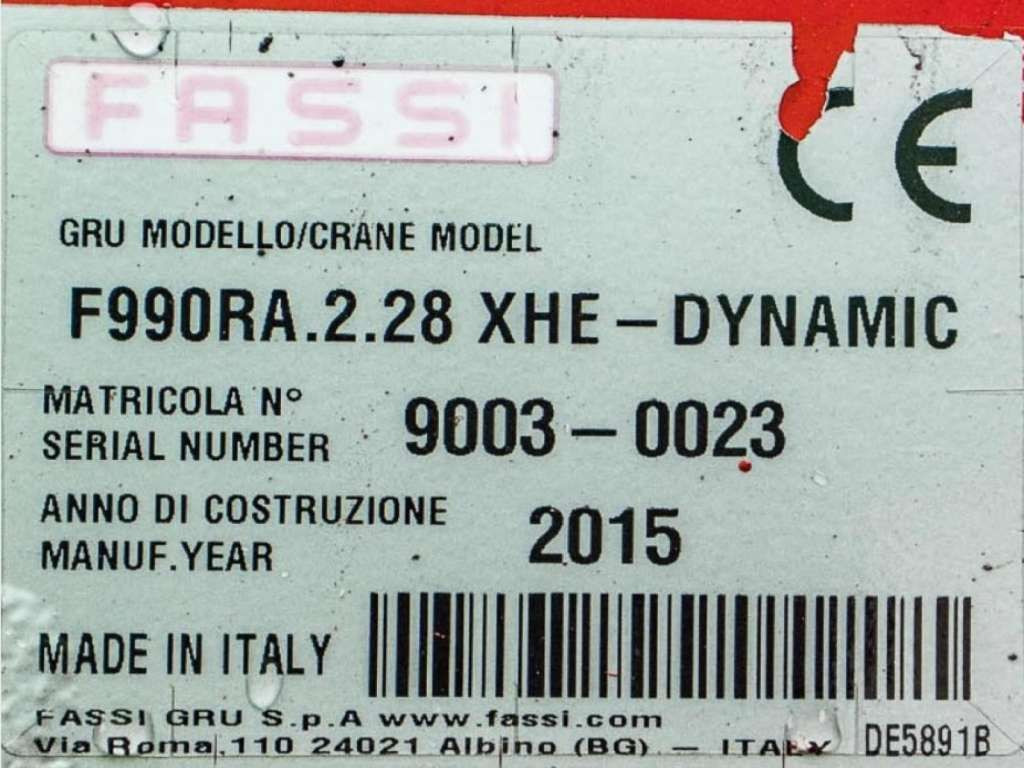 FASSI
CE
GRU MODELLO/CRANE MODEL
F990RA.2.28 XHE – DYNAMIC
MATRICOLA N°
SERIAL NUMBER
9003 – 0023
ANNO DI COSTRUZIONE
MANUF.YEAR
2015
MADE IN ITALY
FASSI GRU S.p.A www.fassi.com
Via Roma,110 24021 Albino (BG) – ITALY
DE5891B